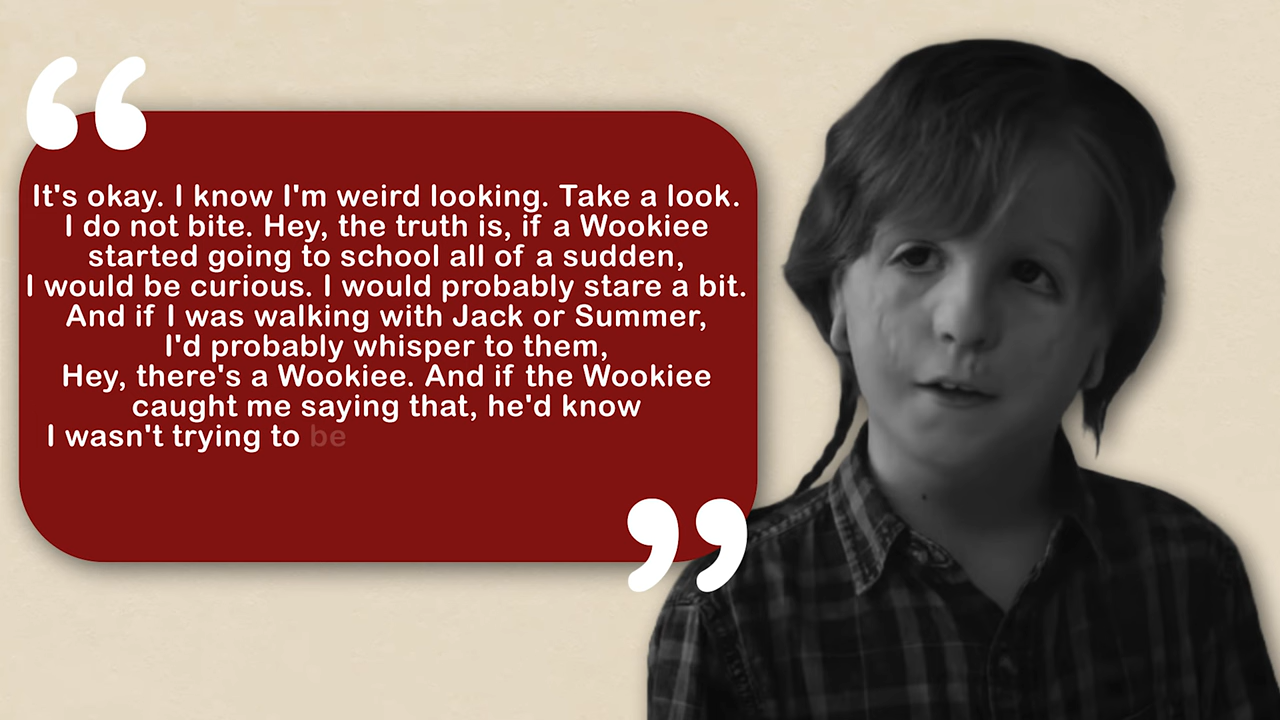 “
It's okay. I know I'm weird looking. Take a look.
I do not bite. Hey, the truth is, if a Wookiee
started going to school all of a sudden,
I would be curious. I would probably stare a bit.
And if I was walking with Jack or Summer,
I'd probably whisper to them,
Hey, there's a Wookiee. And if the Wookiee
caught me saying that, he'd know
I wasn't trying to be
”